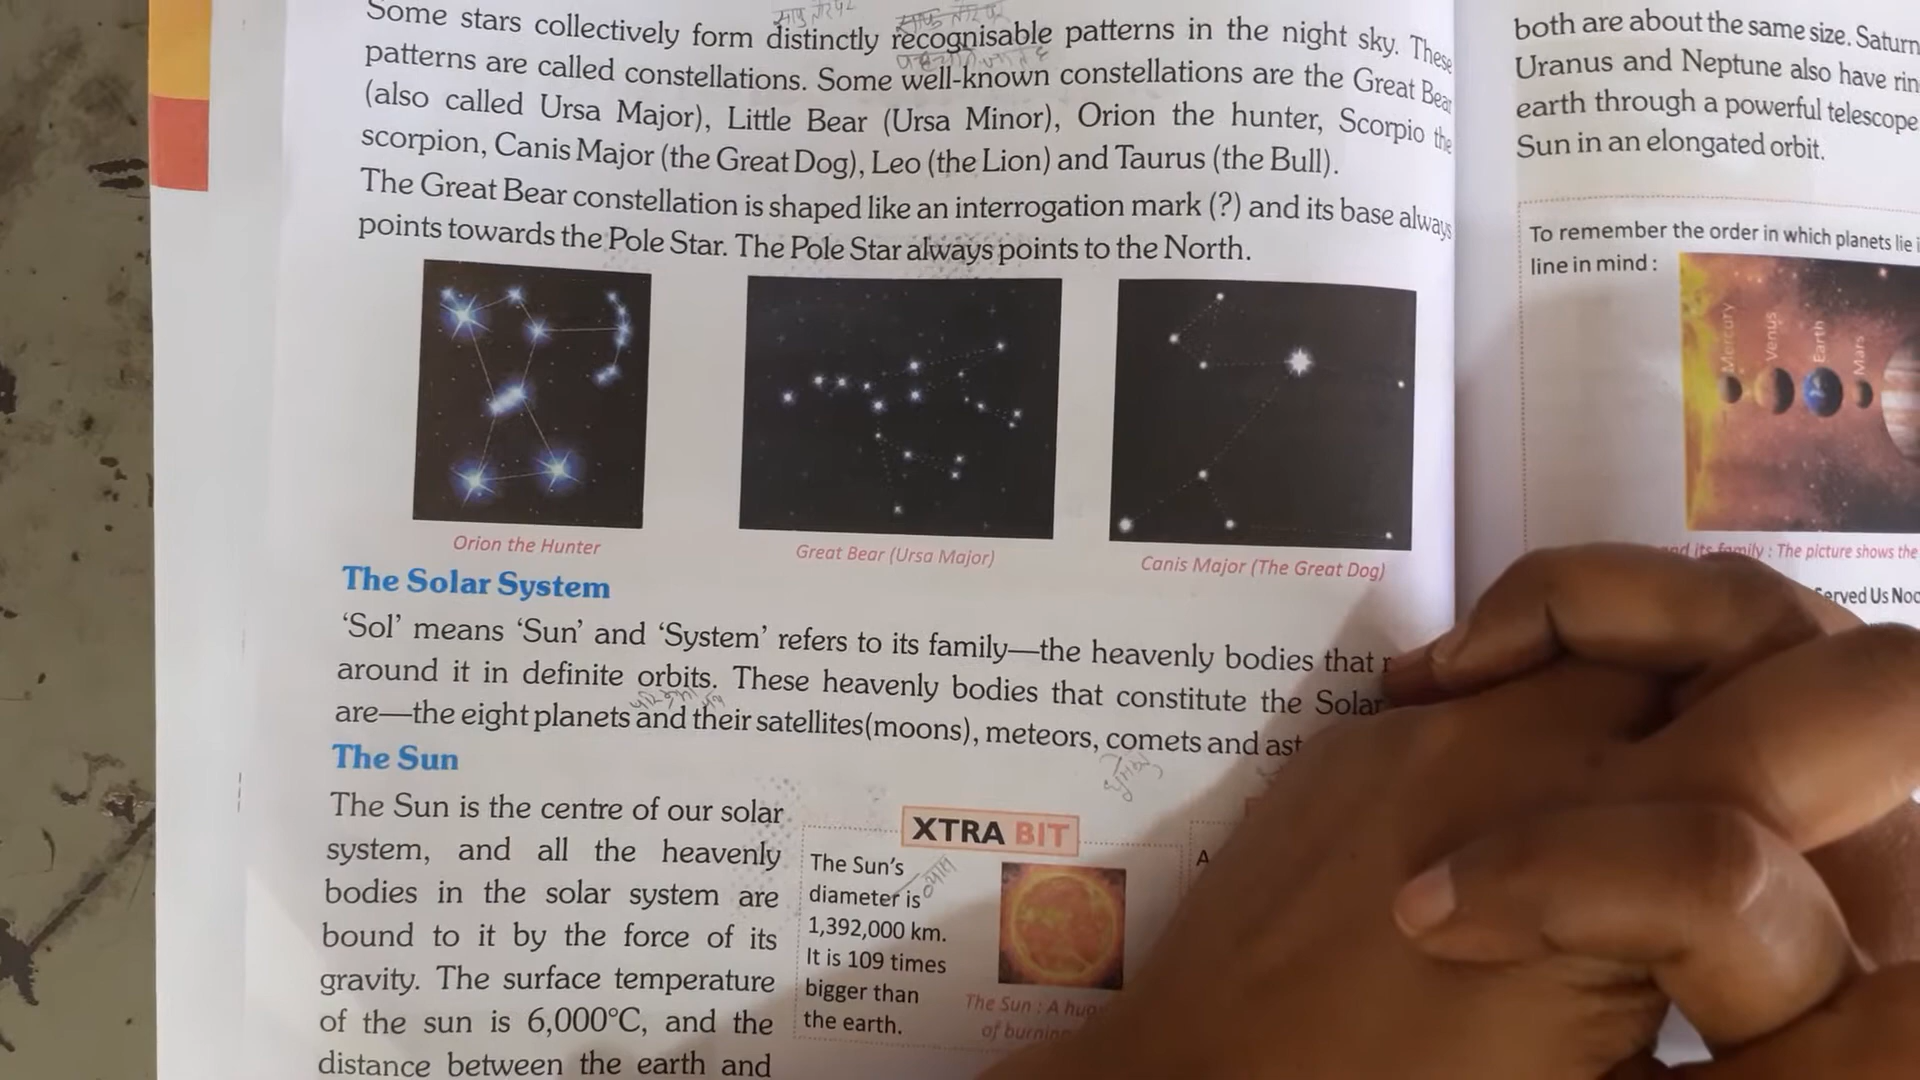 Some stars collectively form distinctly recognisable patterns in the night sky. These
patterns are called constellations. Some well-known constellations are the Great Bear
(also called Ursa Major), Little Bear (Ursa Minor), Orion the hunter, Scorpio the
scorpion, Canis Major (the Great Dog), Leo (the Lion) and Taurus (the Bull).
The Great Bear constellation is shaped like an interrogation mark (?) and its base always
points towards the Pole Star. The Pole Star always points to the North.
Orion the Hunter
Great Bear (Ursa Major)
Canis Major (The Great Dog)
The Solar System
‘Sol’ means ‘Sun’ and ‘System’ refers to its family—the heavenly bodies that
around it in definite orbits. These heavenly bodies that constitute the Solar
are—the eight planets and their satellites(moons), meteors, comets and
The Sun
The Sun is the centre of our solar
system, and all the heavenly
bodies in the solar system are
bound to it by the force of its
gravity. The surface temperature
of the sun is 6,000°C, and the
distance between the earth and
XTRA BIT
The Sun's
diameter is
व्यास
1,392,000 km.
It is 109 times
bigger than
the earth.
The Sun : A
of
A
both are about the same size. Saturn
Uranus and Neptune also have
earth through a powerful telescope
Sun in an elongated orbit.
To remember the order in which planets lie
line in mind :
Mercury
Venus
Earth
Mars
its family : The picture shows the
Us